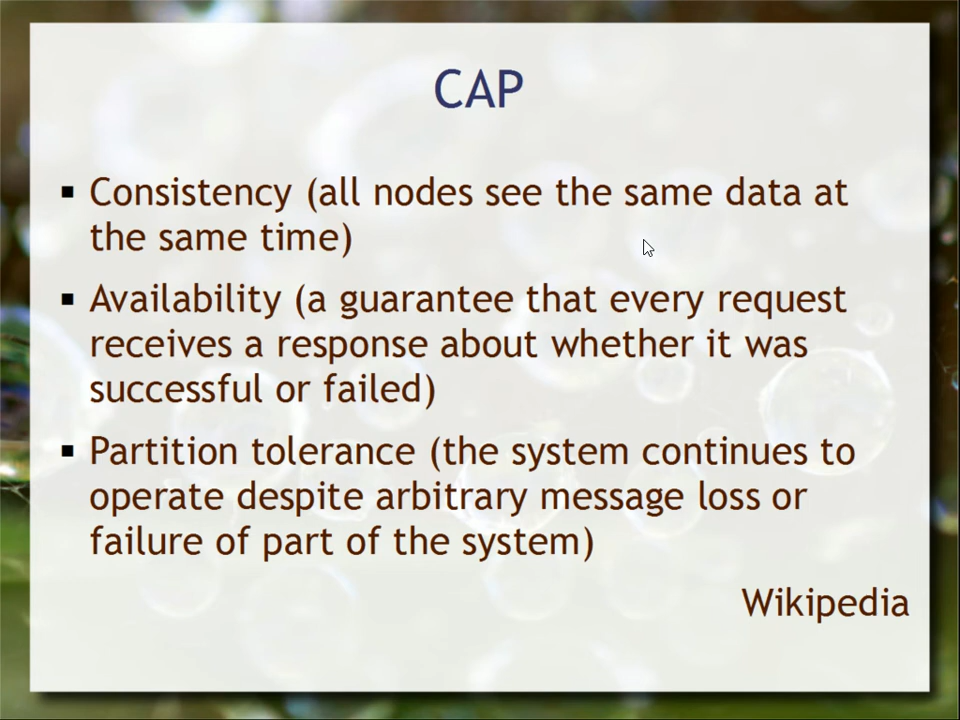 CAP
▪ Consistency (all nodes see the same data at
the same time)
▪ Availability (a guarantee that every request
receives a response about whether it was
successful or failed)
▪ Partition tolerance (the system continues to
operate despite arbitrary message loss or
failure of part of the system)
Wikipedia